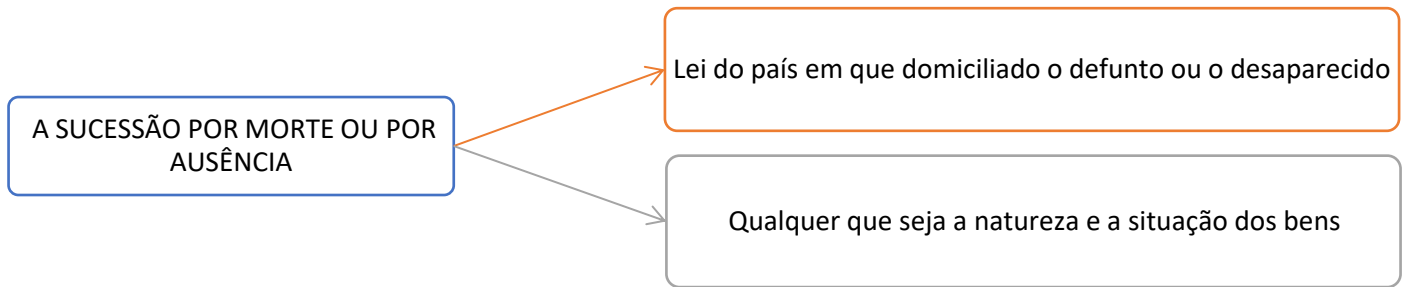 A SUCESSÃO POR MORTE OU POR
AUSÊNCIA
Lei do país em que domiciliado o defunto ou o desaparecido
Qualquer que seja a natureza e a situação dos bens